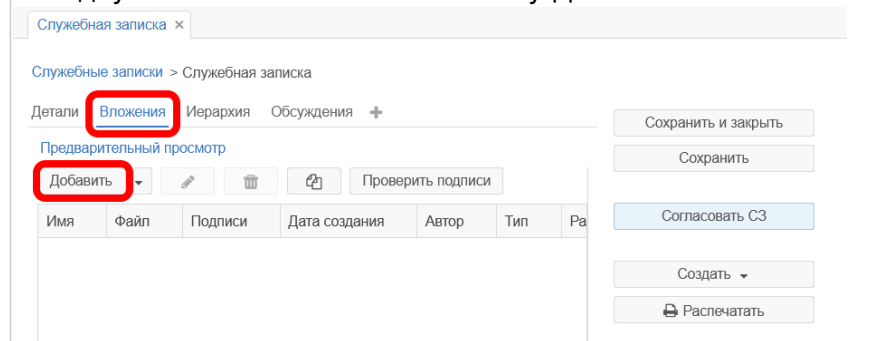 Служебная записка ×
Служебные записки > Служебная записка
Детали Вложения Иерархия Обсуждения +
Предварительный просмотр
Добавить Проверить подписи
Имя Файл Подписи Дата создания Автор Тип Ра
Сохранить и закрыть
Сохранить
Согласовать СЗ
Создать
Распечатать